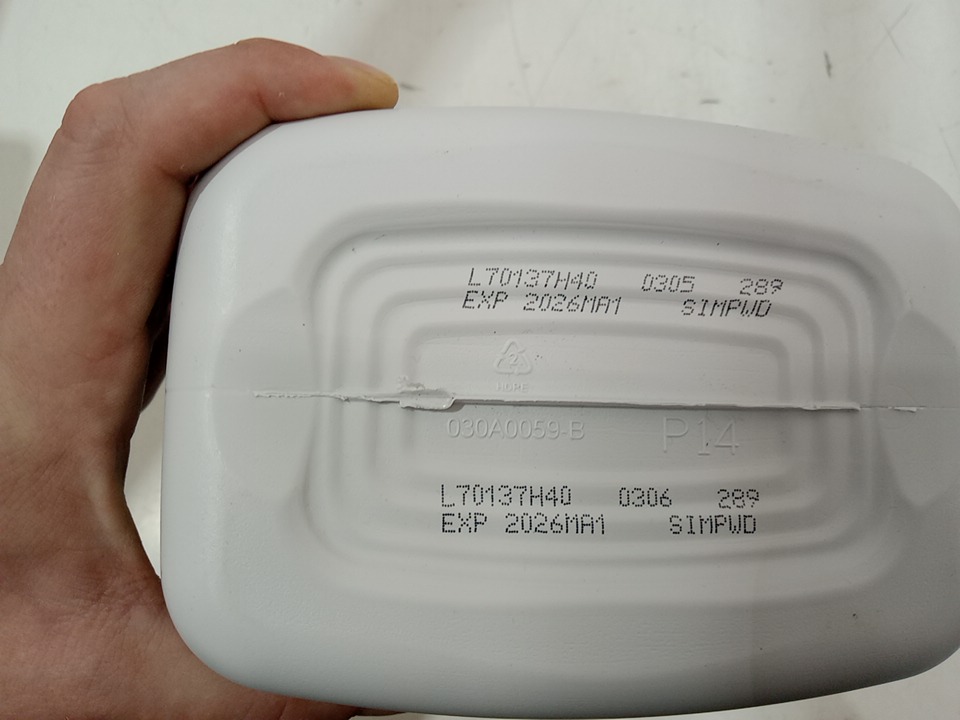 L70137H40 0305 289
EXP 2026MA1 SIMPWD
2
HDPE
030A0059-B P14
L70137H40 0306 289
EXP 2026MA1 SIMPWD